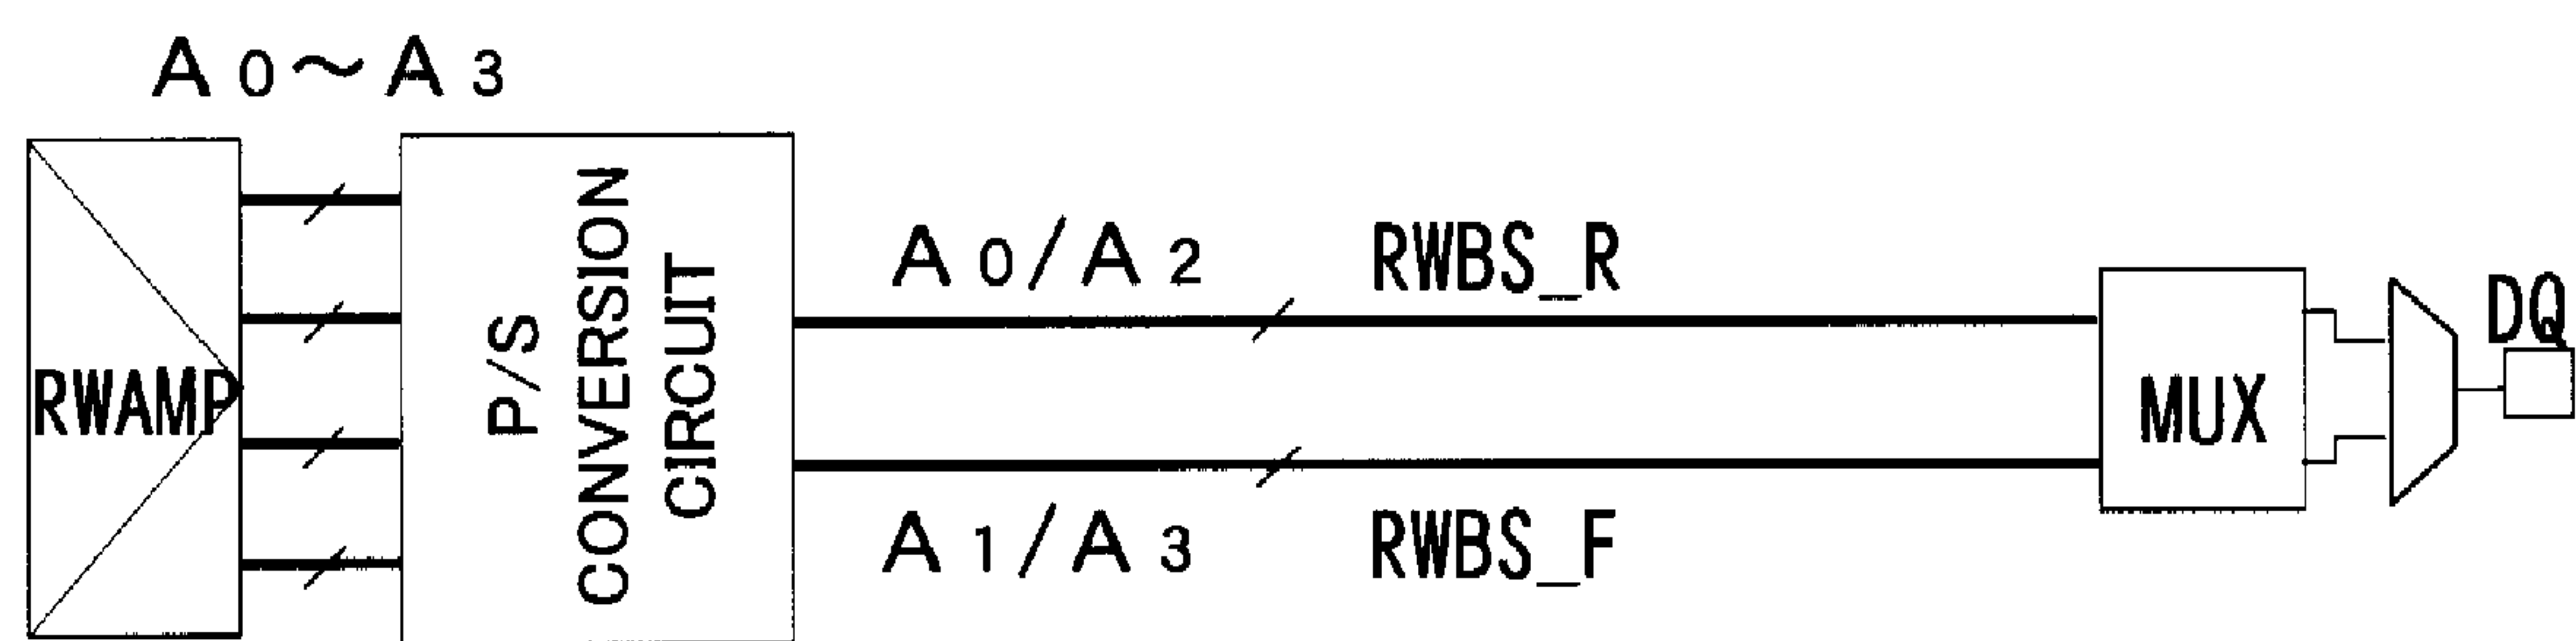 A0～A3
RWAMP
P/S
CONVERSION
CIRCUIT
A0/A2
RWBS_R
A1/A3
RWBS_F
MUX
DQ